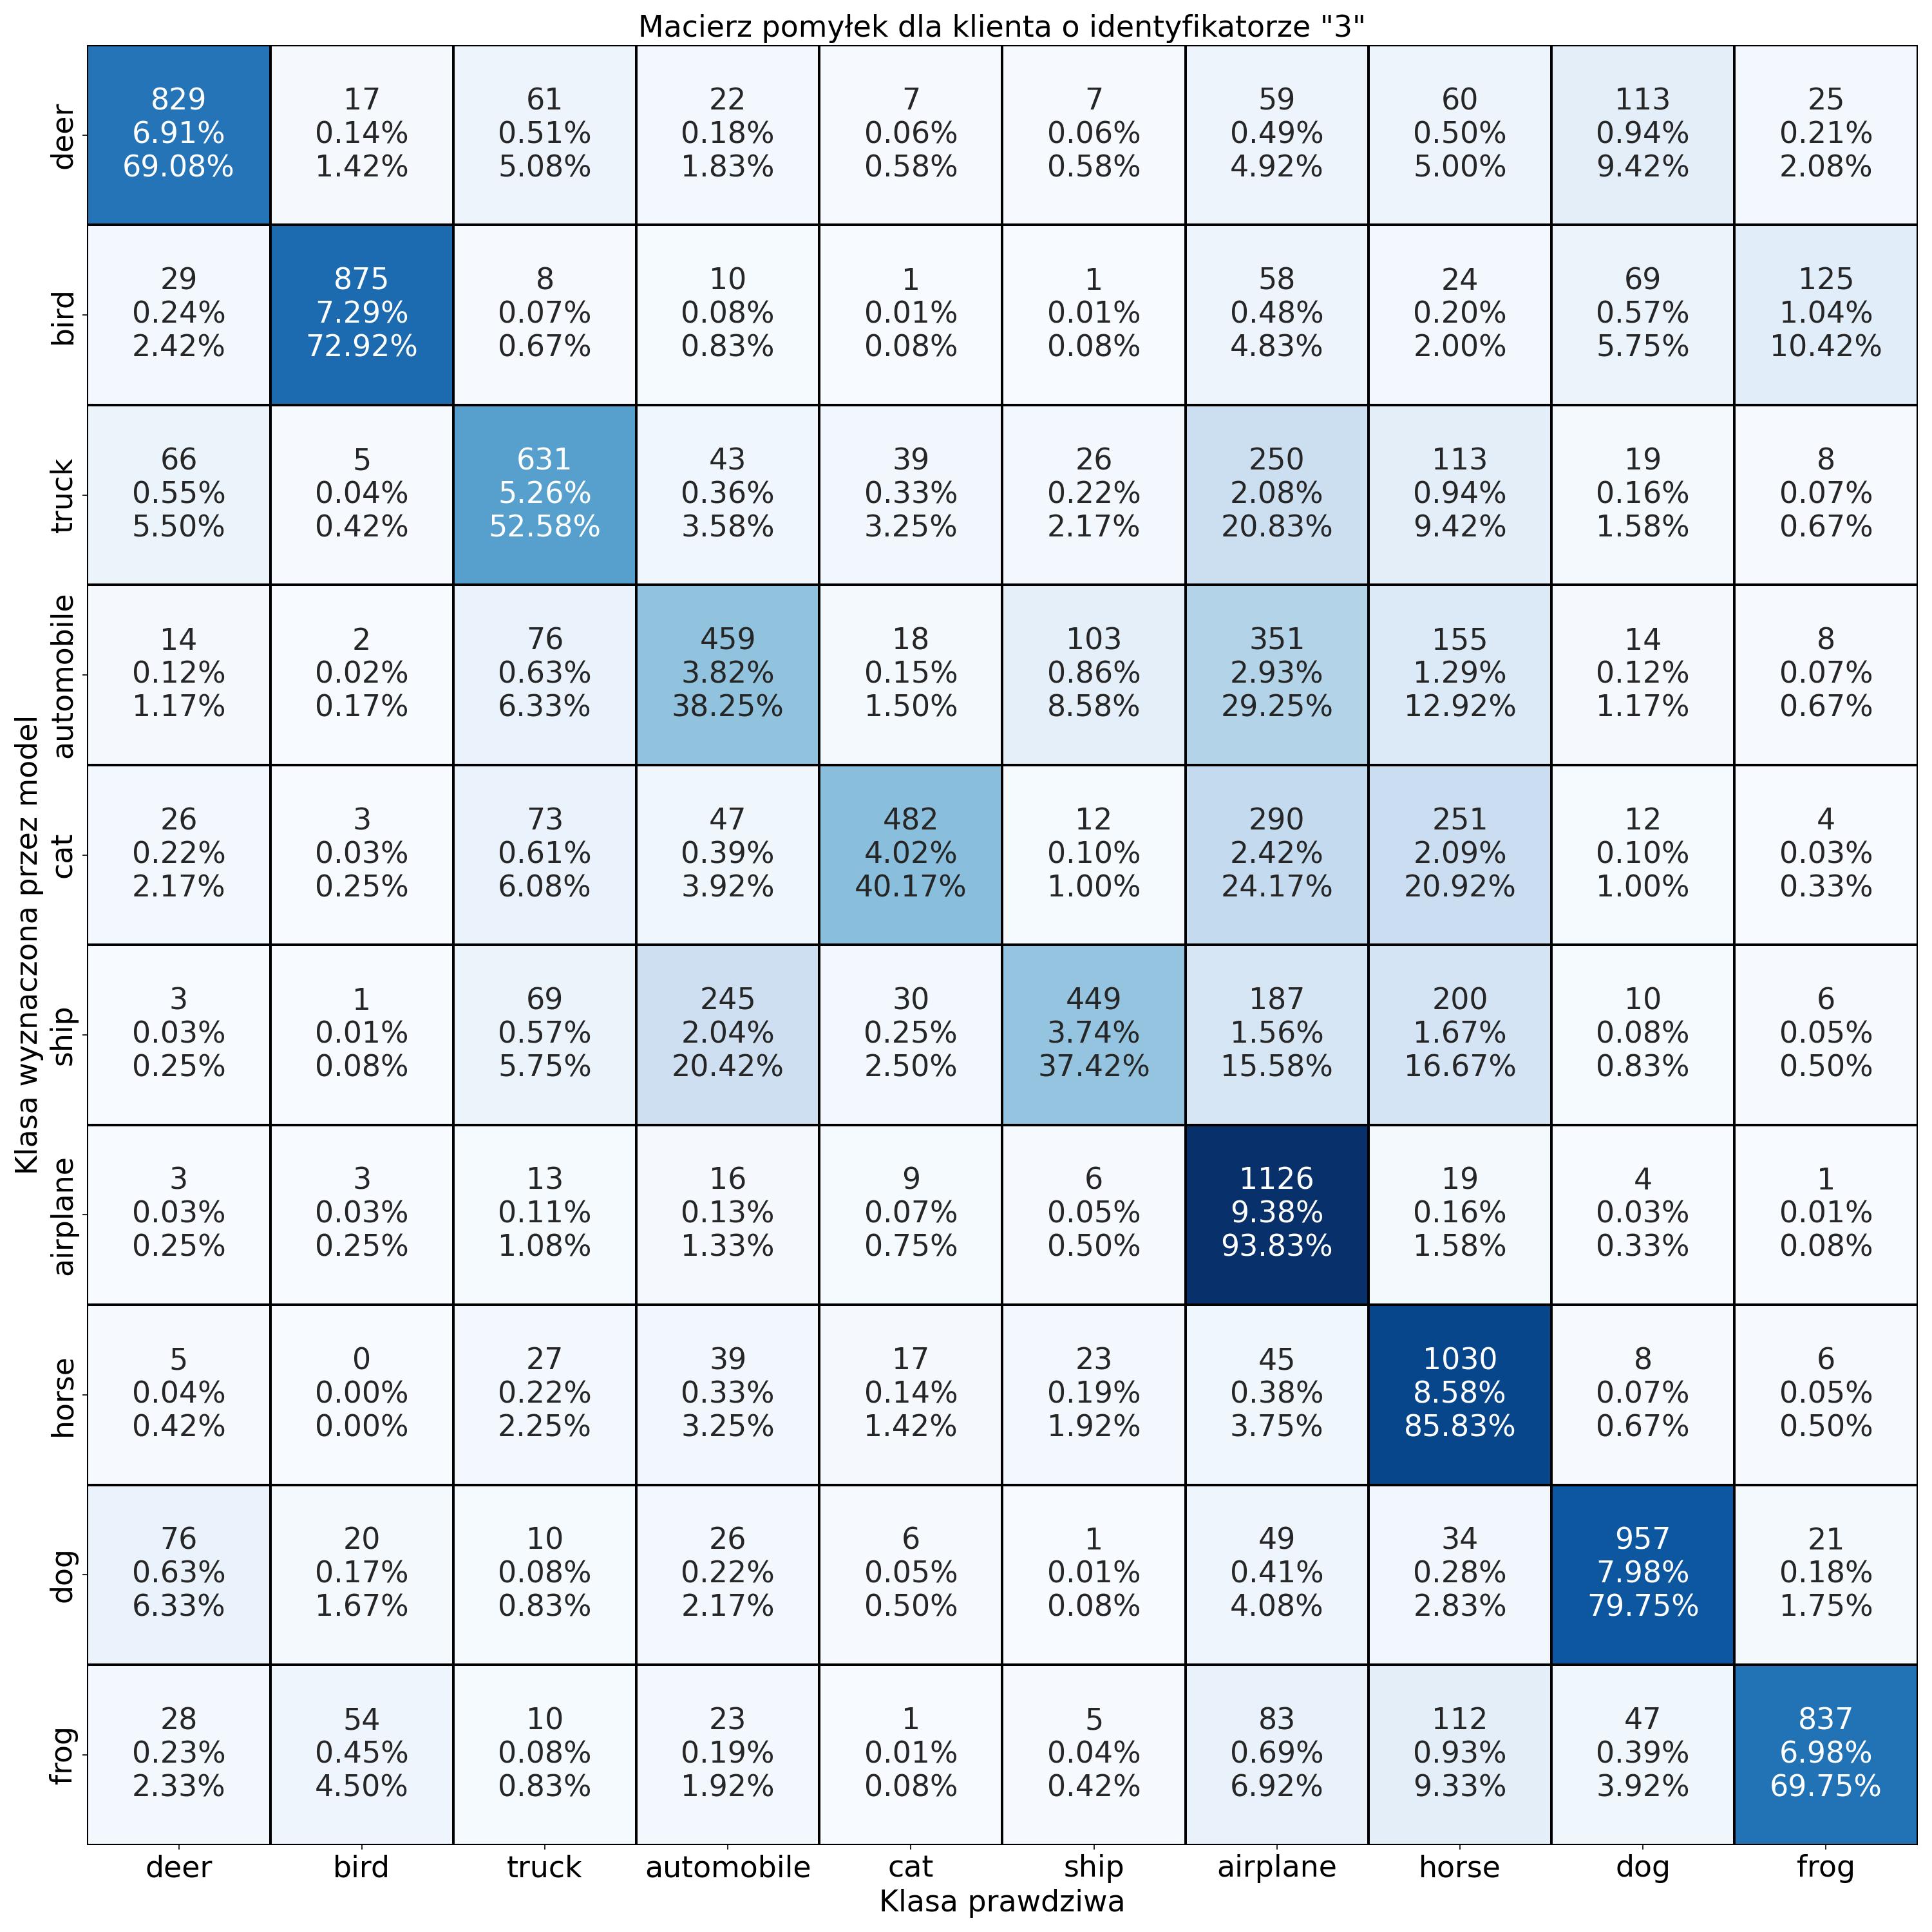 Macierz pomyłek dla klienta o identyfikatorze "3"
Klasa wyznaczona przez model
deer
829 17 61 22 7 7 59 60 113 25
6.91% 0.14% 0.51% 0.18% 0.06% 0.06% 0.49% 0.50% 0.94% 0.21%
69.08% 1.42% 5.08% 1.83% 0.58% 0.58% 4.92% 5.00% 9.42% 2.08%
bird
29 875 8 10 1 1 58 24 69 125
0.24% 7.29% 0.07% 0.08% 0.01% 0.01% 0.48% 0.20% 0.57% 1.04%
2.42% 72.92% 0.67% 0.83% 0.08% 0.08% 4.83% 2.00% 5.75% 10.42%
truck
66 5 631 43 39 26 250 113 19 8
0.55% 0.04% 5.26% 0.36% 0.33% 0.22% 2.08% 0.94% 0.16% 0.07%
5.50% 0.42% 52.58% 3.58% 3.25% 2.17% 20.83% 9.42% 1.58% 0.67%
automobile
14 2 76 459 18 103 351 155 14 8
0.12% 0.02% 0.63% 3.82% 0.15% 0.86% 2.93% 1.29% 0.12% 0.07%
1.17% 0.17% 6.33% 38.25% 1.50% 8.58% 29.25% 12.92% 1.17% 0.67%
cat
26 3 73 47 482 12 290 251 12 4
0.22% 0.03% 0.61% 0.39% 4.02% 0.10% 2.42% 2.09% 0.10% 0.03%
2.17% 0.25% 6.08% 3.92% 40.17% 1.00% 24.17% 20.92% 1.00% 0.33%
ship
3 1 69 245 30 449 187 200 10 6
0.03% 0.01% 0.57% 2.04% 0.25% 3.74% 1.56% 1.67% 0.08% 0.05%
0.25% 0.08% 5.75% 20.42% 2.50% 37.42% 15.58% 16.67% 0.83% 0.50%
airplane
3 3 13 16 9 6 1126 19 4 1
0.03% 0.03% 0.11% 0.13% 0.07% 0.05% 9.38% 0.16% 0.03% 0.01%
0.25% 0.25% 1.08% 1.33% 0.75% 0.50% 93.83% 1.58% 0.33% 0.08%
horse
5 0 27 39 17 23 45 1030 8 6
0.04% 0.00% 0.22% 0.33% 0.14% 0.19% 0.38% 8.58% 0.07% 0.05%
0.42% 0.00% 2.25% 3.25% 1.42% 1.92% 3.75% 85.83% 0.67% 0.50%
dog
76 20 10 26 6 1 49 34 957 21
0.63% 0.17% 0.08% 0.22% 0.05% 0.01% 0.41% 0.28% 7.98% 0.18%
6.33% 1.67% 0.83% 2.17% 0.50% 0.08% 4.08% 2.83% 79.75% 1.75%
frog
28 54 10 23 1 5 83 112 47 837
0.23% 0.45% 0.08% 0.19% 0.01% 0.04% 0.69% 0.93% 0.39% 6.98%
2.33% 4.50% 0.83% 1.92% 0.08% 0.42% 6.92% 9.33% 3.92% 69.75%
deer bird truck automobile cat ship airplane horse dog frog
Klasa prawdziwa